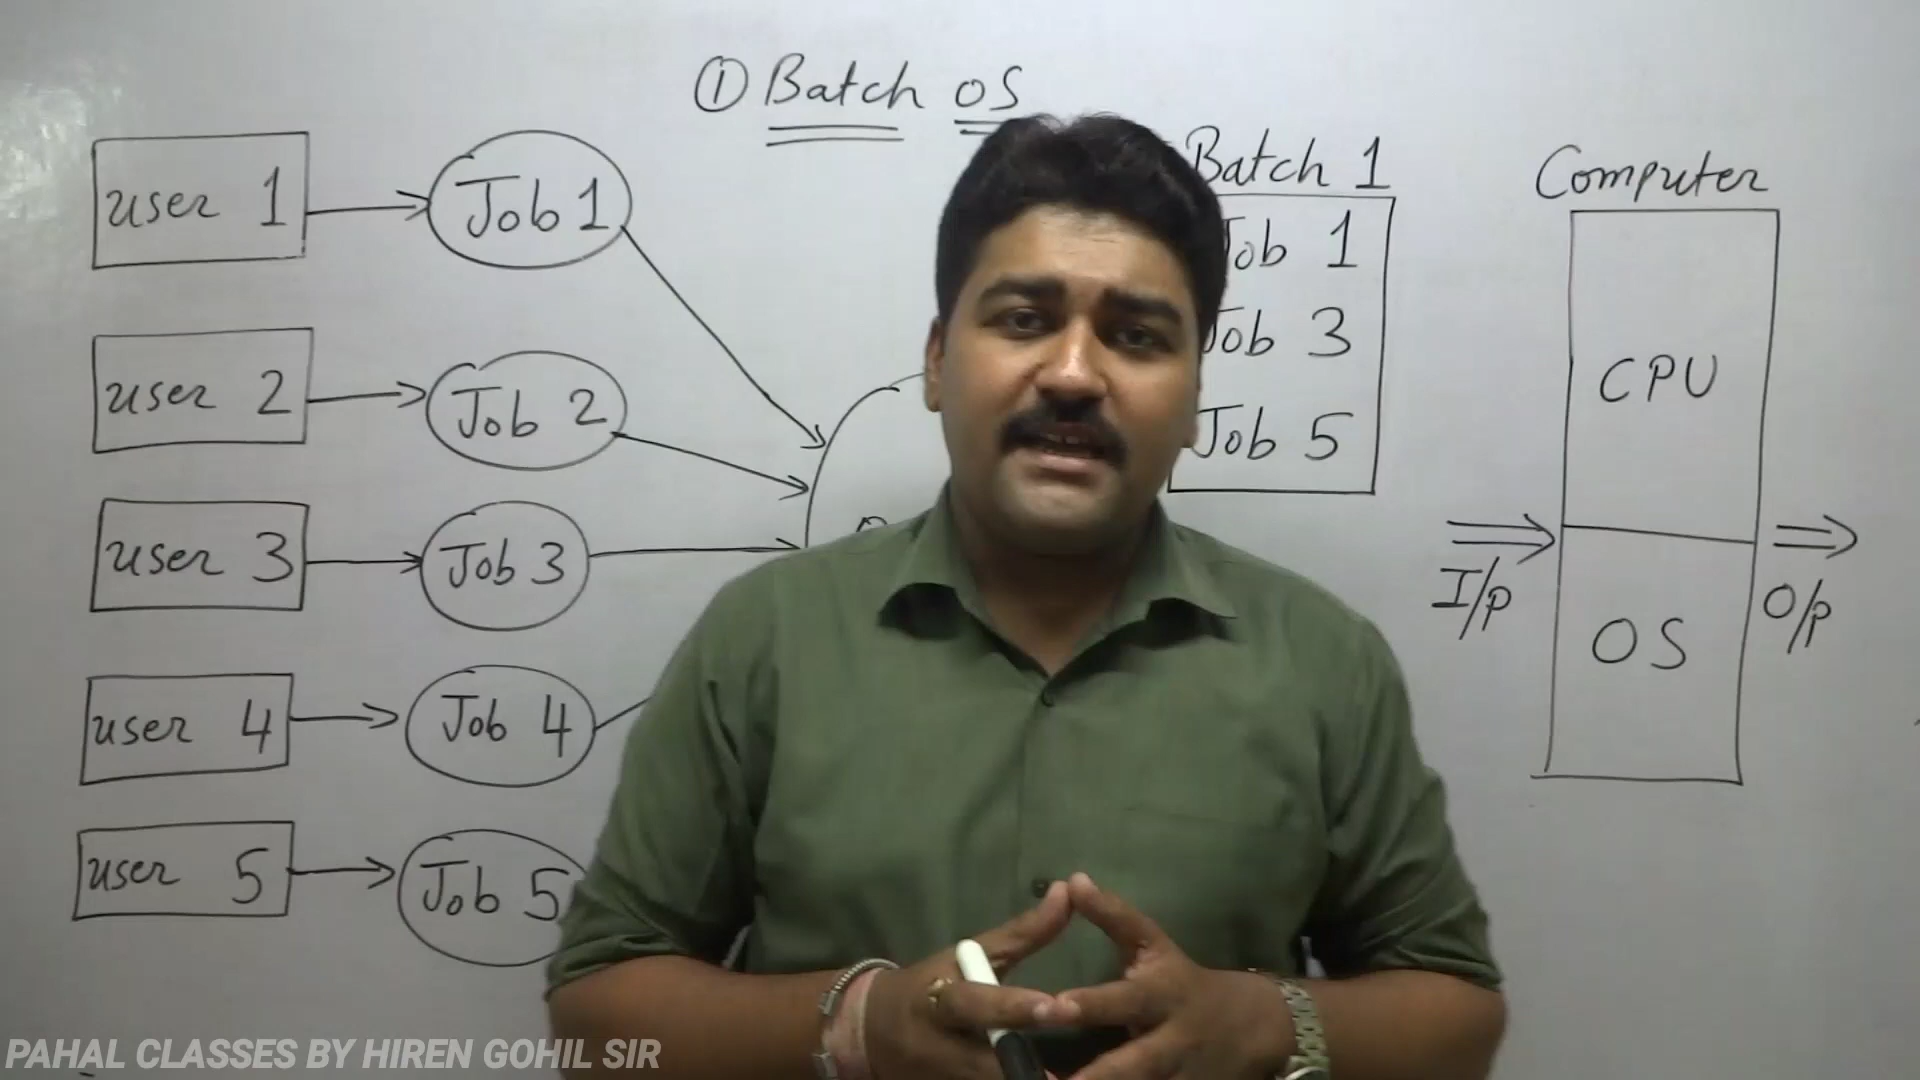 ① Batch OS
user 1
Job 1
user 2
Job 2
user 3
Job 3
user 4
Job 4
user 5
Job 5
Batch 1
Job 1
Job 3
Job 5
Computer
CPU
OS
I/p
O/p
PAHAL CLASSES BY HIREN GOHIL SIR